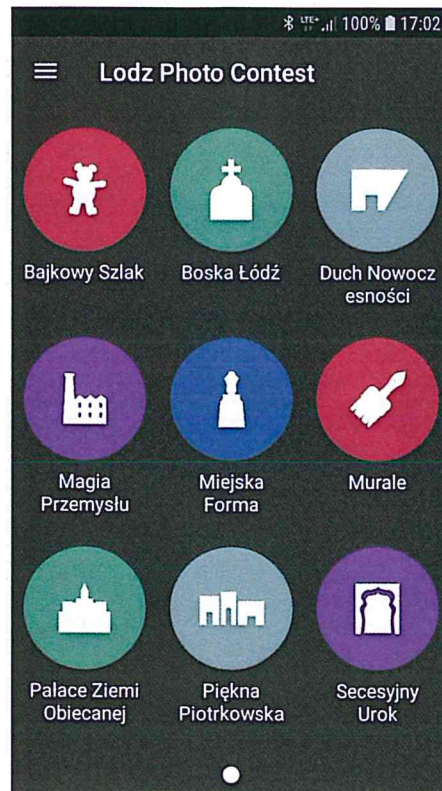 LTE+ 100% 17:02
Lodz Photo Contest
Bajkowy Szlak
Boska Łódź
Duch Nowocz
esności
Magia
Przemysłu
Miejska
Forma
Murale
Pałace Ziemi
Obiecanej
Piękna
Piotrkowska
Secesyjny
Urok